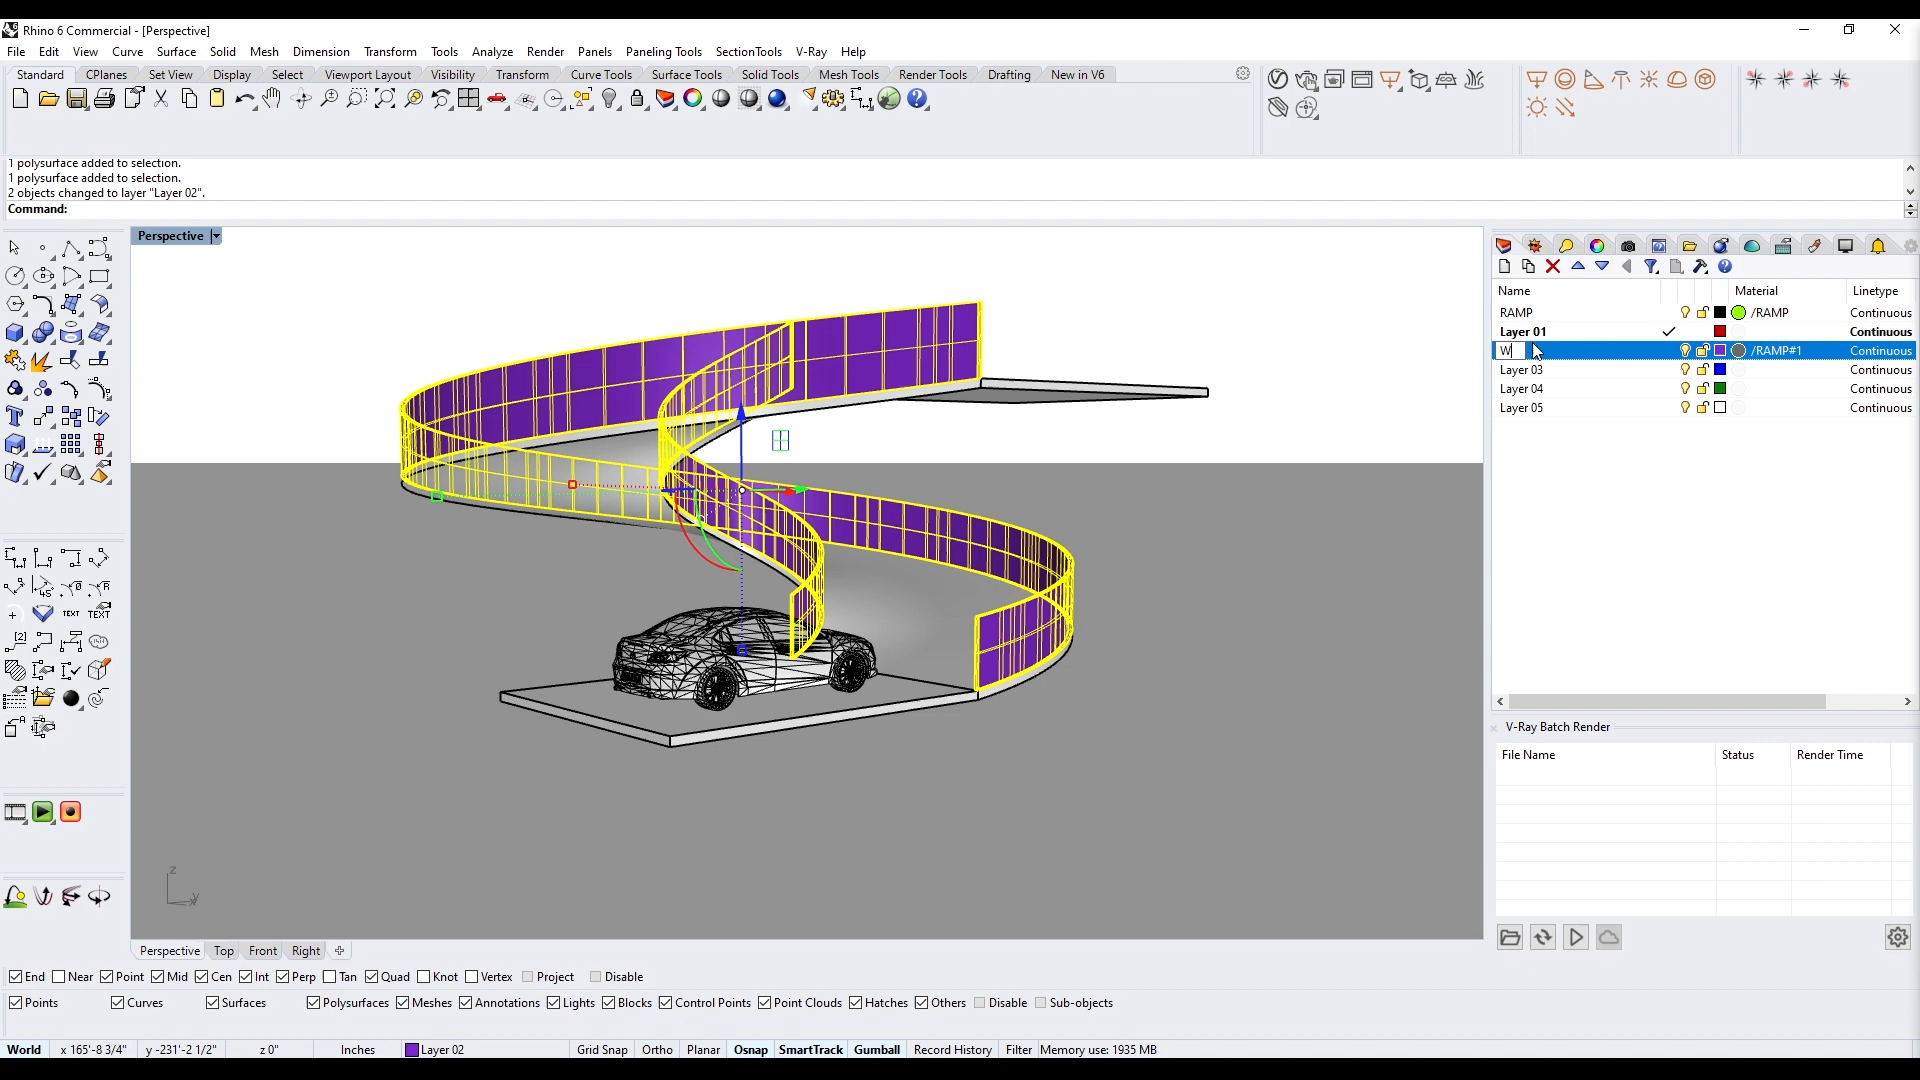 Rhino 6 Commercial - [Perspective]
File Edit View Curve Surface Solid Mesh Dimension Transform Tools Analyze Render Panels Paneling Tools SectionTools V-Ray Help
Standard CPlanes Set View Display Select Viewport Layout Visibility Transform Curve Tools Surface Tools Solid Tools Mesh Tools Render Tools Drafting New in V6
1 polysurface added to selection.
1 polysurface added to selection.
2 objects changed to layer "Layer 02".
Command:
Perspective
Name Material Linetype
RAMP /RAMP Continuous
Layer 01 Continuous
W /RAMP#1 Continuous
Layer 03 Continuous
Layer 04 Continuous
Layer 05 Continuous
V-Ray Batch Render
File Name Status Render Time
z
y
Perspective Top Front Right
End Near Point Mid Cen Int Perp Tan Quad Knot Vertex Project Disable
Points Curves Surfaces Polysurfaces Meshes Annotations Lights Blocks Control Points Point Clouds Hatches Others Disable Sub-objects
World x 165'-8 3/4" y -231'-2 1/2" z 0" Inches Layer 02 Grid Snap Ortho Planar Osnap SmartTrack Gumball Record History Filter Memory use: 1935 MB